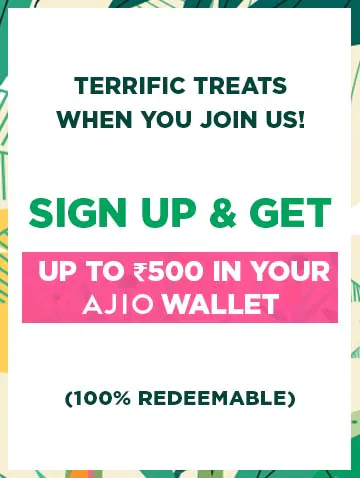 TERRIFIC TREATS
WHEN YOU JOIN US!
SIGN UP & GET
UP TO ₹500 IN YOUR
AJIO WALLET
(100% REDEEMABLE)